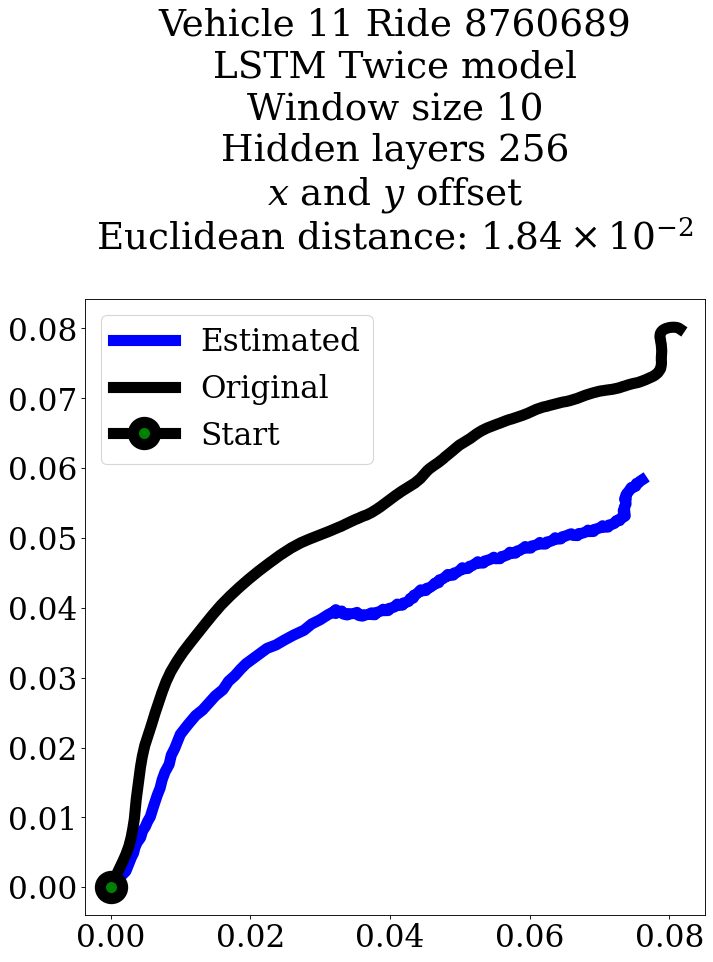 Vehicle 11 Ride 8760689
LSTM Twice model
Window size 10
Hidden layers 256
x and y offset
Euclidean distance: 1.84 × 10⁻²
Estimated
Original
Start
0.08
0.07
0.06
0.05
0.04
0.03
0.02
0.01
0.00
0.00 0.02 0.04 0.06 0.08